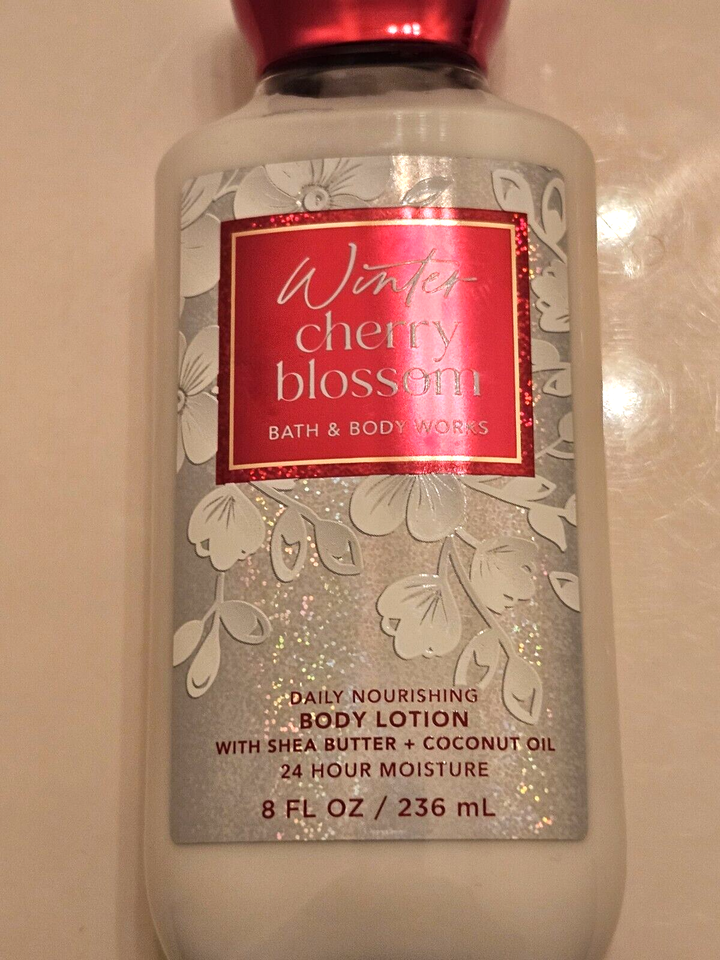 Winter
cherry
blossom
BATH & BODY WORKS
DAILY NOURISHING
BODY LOTION
WITH SHEA BUTTER + COCONUT OIL
24 HOUR MOISTURE
8 FL OZ / 236 mL